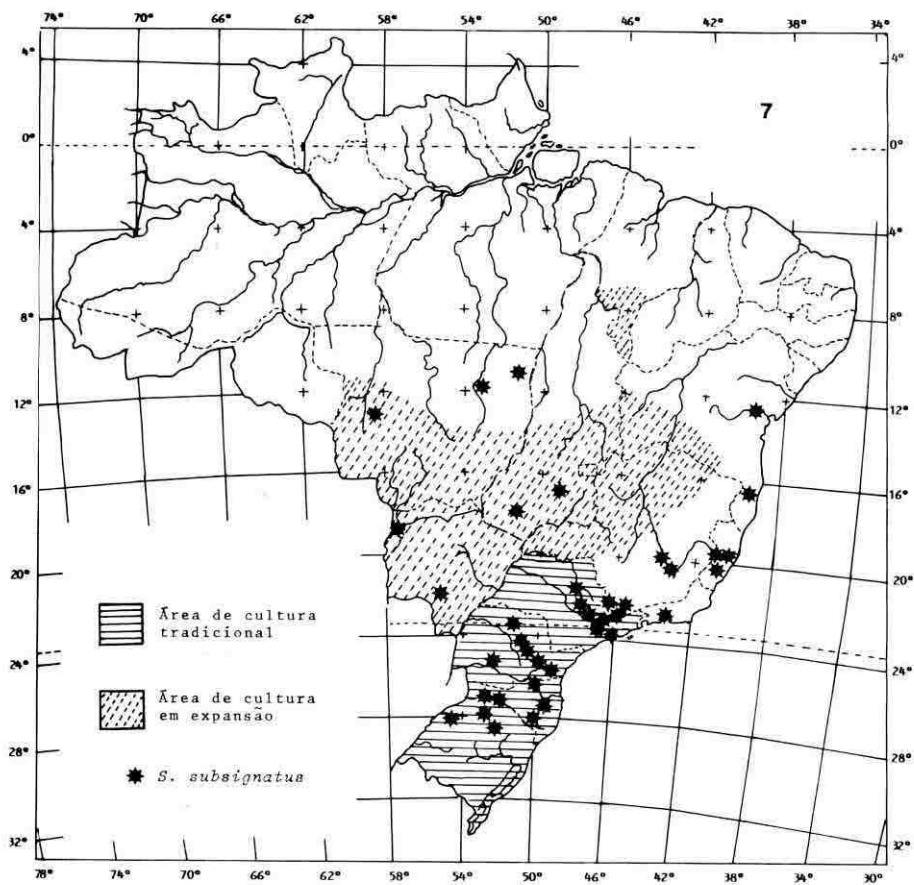 74° 70° 66° 62° 58° 54° 50° 46° 42° 38° 34°
4° 4°
7
0° 0°
4° 4°
8° 8°
12° 12°
16° 16°
20° 20°
Área de cultura
tradicional
24° 24°
Área de cultura
em expansão
28° 28°
S. subsignatus
32° 32°
78° 74° 70° 66° 62° 58° 54° 50° 46° 42° 38° 34° 30°